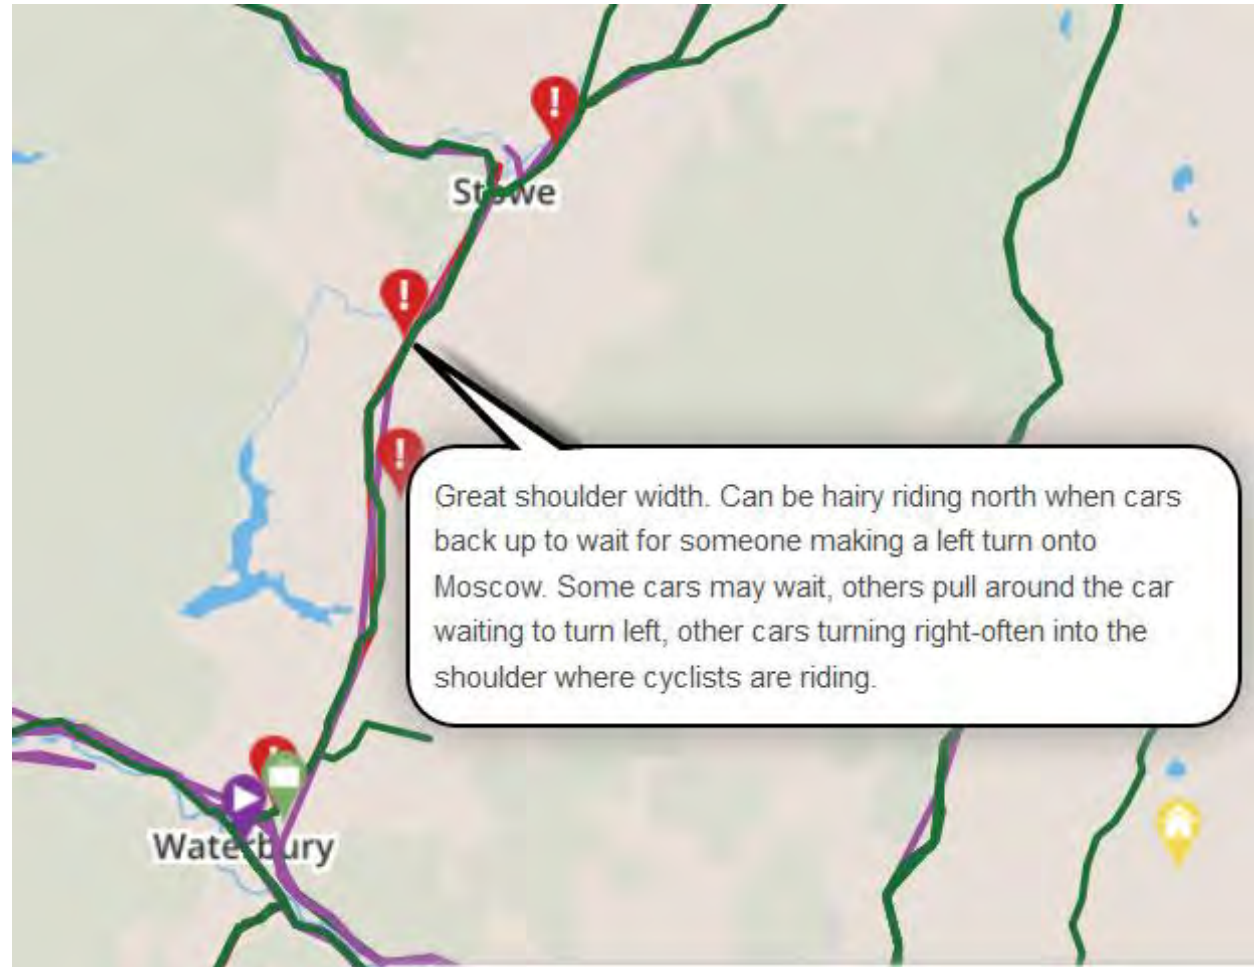 Stowe
Great shoulder width. Can be hairy riding north when cars
back up to wait for someone making a left turn onto
Moscow. Some cars may wait, others pull around the car
waiting to turn left, other cars turning right-often into the
shoulder where cyclists are riding.
Waterbury